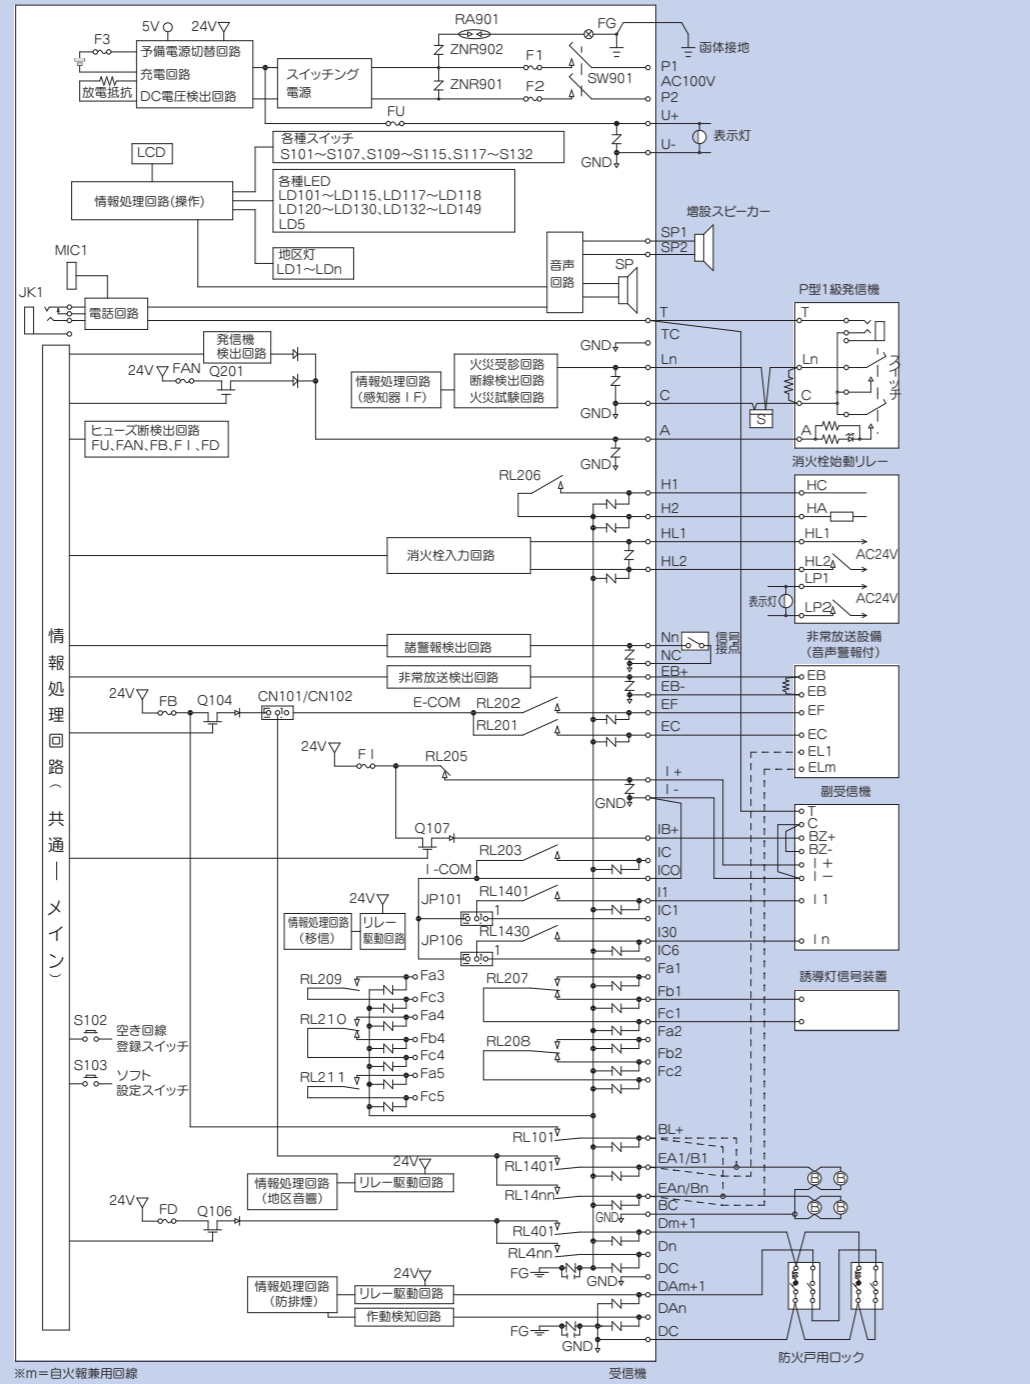 RA901
FG
5V
24V
F3
予備電源切替回路
充電回路
DC電圧検出回路
放電抵抗
スイッチング
電源
ZNR902
ZNR901
F1
F2
SW901
函体接地
P1
AC100V
P2
FU
U+
U-
表示灯
GND
LCD
各種スイッチ
S101～S107、S109～S115、S117～S132
情報処理回路(操作)
各種LED
LD101～LD115、LD117～LD118
LD120～LD130、LD132～LD149
LD5
地区灯
LD1～LDn
増設スピーカー
SP1
SP2
音声
回路
SP
MIC1
JK1
電話回路
T
TC
GND
P型1級発信機
T
Ln
C
A
スイッチ
発信機
検出回路
24V
FAN
Q201
情報処理回路
(感知器IF)
火災受診回路
断線検出回路
火災試験回路
Ln
GND
C
S
ヒューズ断検出回路
FU、FAN、FB、FI、FD
A
GND
消火栓始動リレー
RL206
H1
H2
HC
HA
消火栓入力回路
HL1
HL2
HL1
HL2
AC24V
LP1
LP2
AC24V
表示灯
諸警報検出回路
Nn
NC
信号
接点
非常放送設備
(音声警報付)
非常放送検出回路
EB+
EB-
EB
EB
24V
FB
Q104
CN101/CN102
E-COM
RL202
RL201
EF
EC
EF
EC
EL1
ELm
24V
FI
RL205
I+
I-
GND
副受信機
T
C
BZ+
BZ-
I+
I-
I1
In
Q107
IB+
RL203
I-COM
IC
ICO
JP101
RL1401
1
I1
IC1
24V
情報処理回路
(移信)
リレー
駆動回路
JP106
RL1430
1
I30
IC6
情報処理回路（共通―メイン）
RL209
Fa3
Fc3
RL210
Fa4
Fb4
Fc4
RL211
Fa5
Fc5
RL207
Fa1
Fb1
Fc1
RL208
Fa2
Fb2
Fc2
誘導灯信号装置
S102
空き回線
登録スイッチ
S103
ソフト
設定スイッチ
RL101
BL+
24V
情報処理回路
(地区音響)
リレー駆動回路
RL1401
EA1/B1
RL14nn
EAn/Bn
BC
GND
B
B
B
B
24V
FD
Q106
RL401
Dm+1
RL4nn
Dn
FG
GND
DC
24V
情報処理回路
(防排煙)
リレー駆動回路
作動検知回路
DAm+1
DAn
FG
GND
DC
防火戸用ロック
※m＝自火報兼用回線
受信機